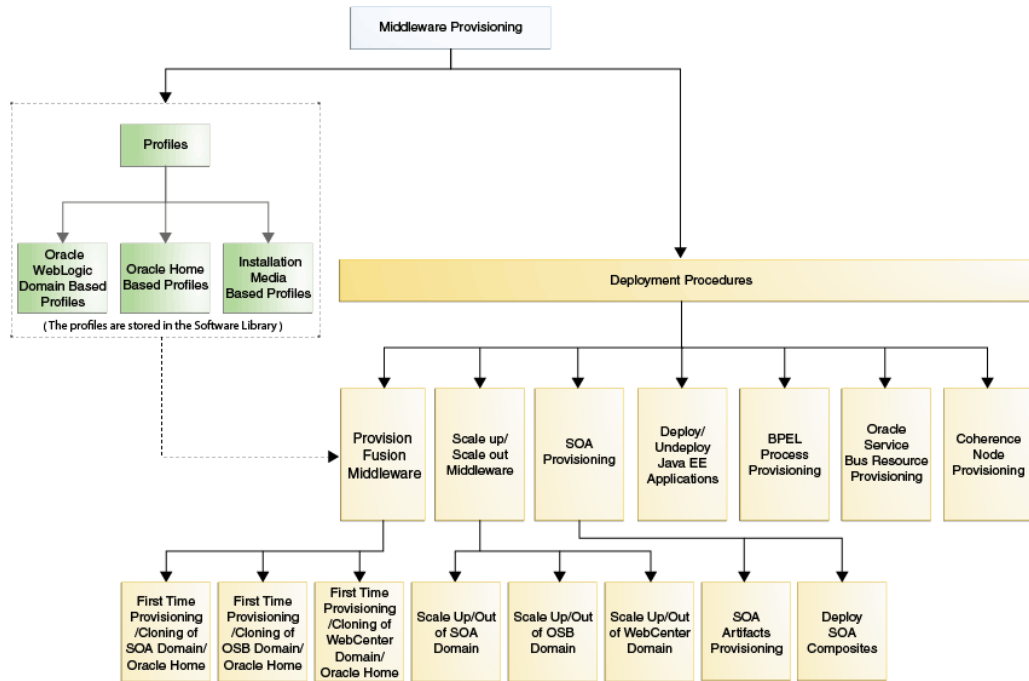 Middleware Provisioning
Profiles
Oracle
WebLogic
Domain Based
Profiles
Oracle Home
Based Profiles
Installation
Media
Based Profiles
( The profiles are stored in the Software Library )
Deployment Procedures
Provision
Fusion
Middleware
Scale up/
Scale out
Middleware
SOA
Provisioning
Deploy/
Undeploy
Java EE
Applications
BPEL
Process
Provisioning
Oracle
Service
Bus Resource
Provisioning
Coherence
Node
Provisioning
First Time
Provisioning
/Cloning of
SOA Domain/
Oracle Home
First Time
Provisioning
/Cloning of
OSB Domain/
Oracle Home
First Time
Provisioning
/Cloning of
WebCenter
Domain/
Oracle Home
Scale Up/Out
of SOA
Domain
Scale Up/Out
of OSB
Domain
Scale Up/Out
of WebCenter
Domain
SOA
Artifacts
Provisioning
Deploy
SOA
Composites